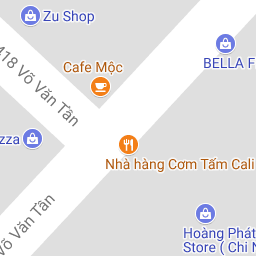 Zu Shop
BELLA F
418 Võ Văn Tần
Cafe Mộc
zza
Nhà hàng Cơm Tấm Cali
Võ Văn Tần
Hoàng Phát
Store ( Chi N